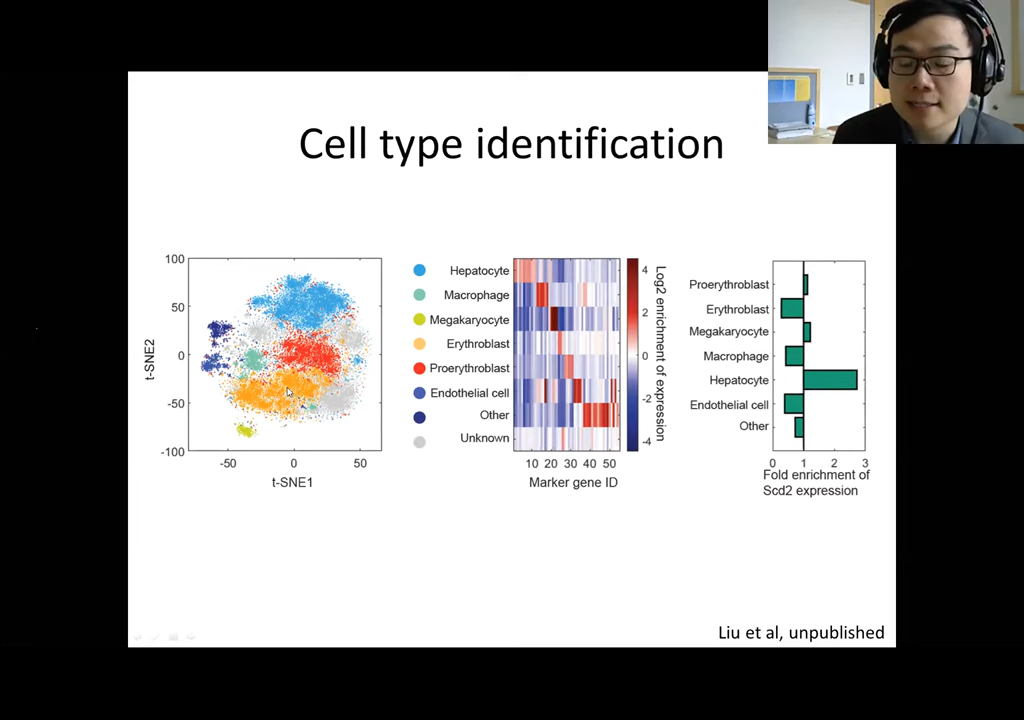 Cell type identification
100
50
0
-50
-100
t-SNE2
-50
0
50
t-SNE1
Hepatocyte
Macrophage
Megakaryocyte
Erythroblast
Proerythroblast
Endothelial cell
Other
Unknown
10 20 30 40 50
Marker gene ID
4
2
0
-2
-4
Log2 enrichment of expression
Proerythroblast
Erythroblast
Megakaryocyte
Macrophage
Hepatocyte
Endothelial cell
Other
0 1 2 3
Fold enrichment of
Scd2 expression
Liu et al, unpublished